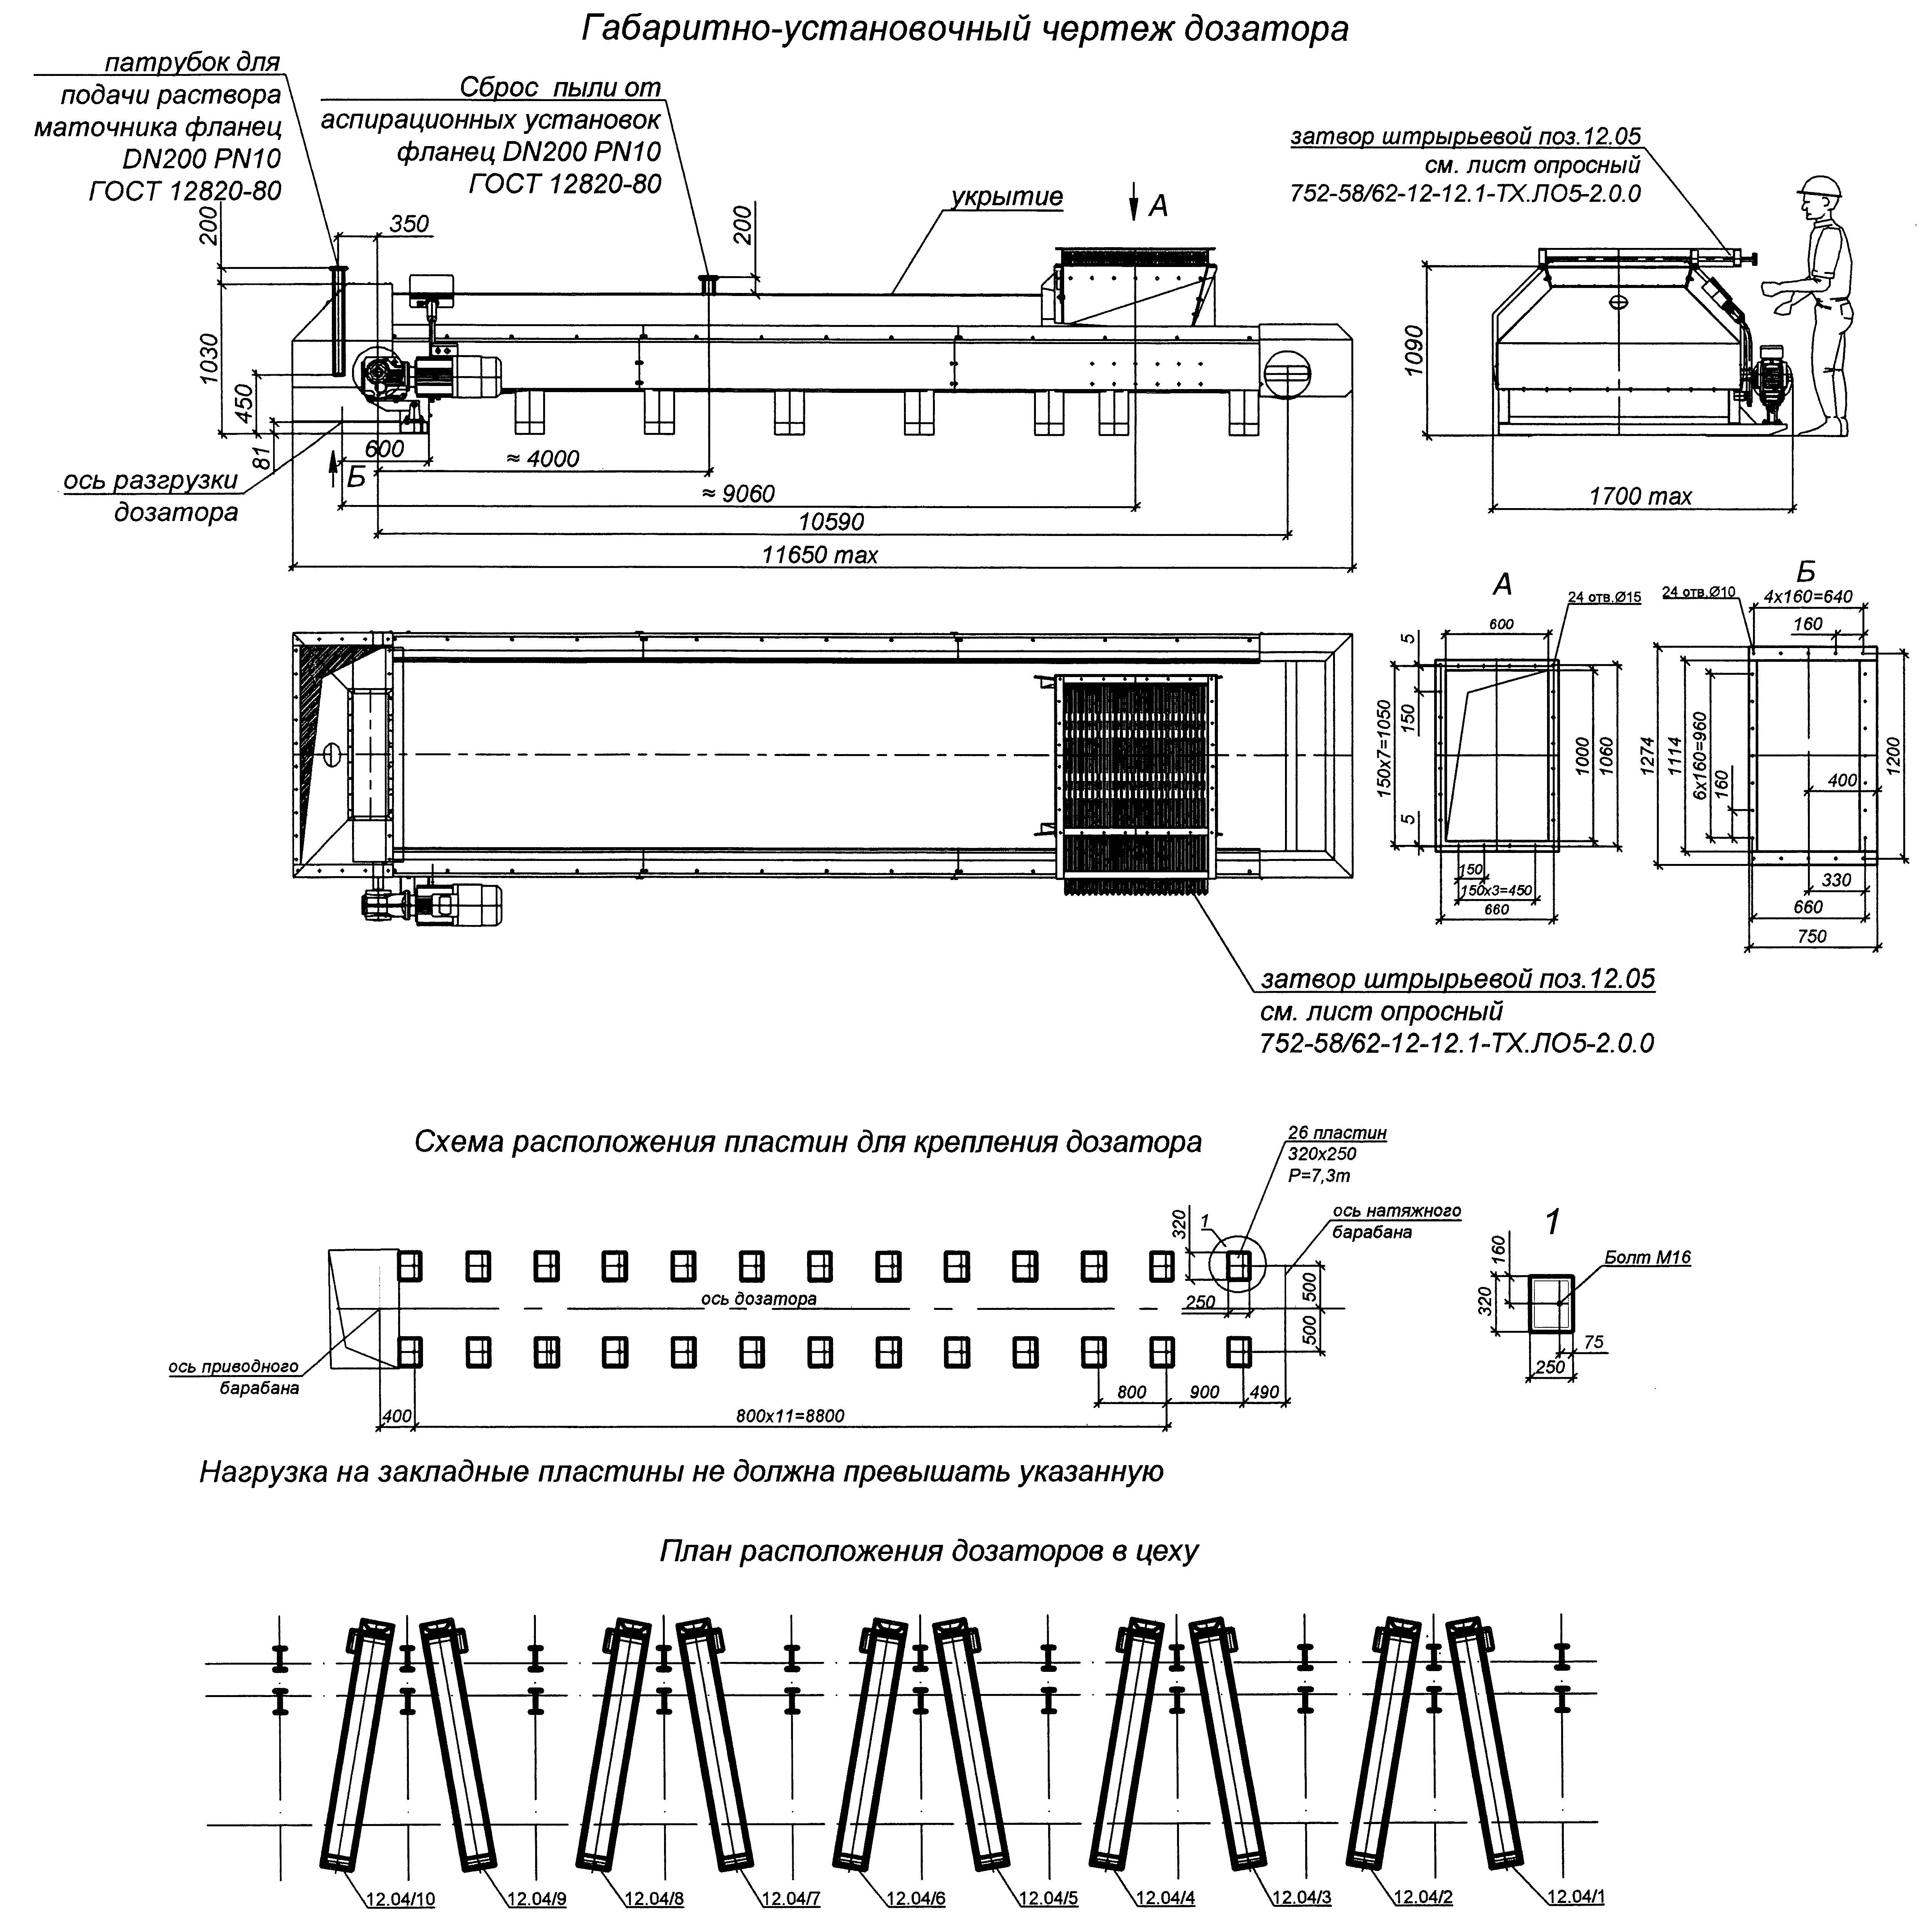 Габаритно-установочный чертеж дозатора
патрубок для
подачи раствора
маточника фланец
DN200 PN10
ГОСТ 12820-80
Сброс пыли от
аспирационных установок
фланец DN200 PN10
ГОСТ 12820-80
укрытие
А
затвор штрырьевой поз.12.05
см. лист опросный
752-58/62-12-12.1-ТХ.ЛО5-2.0.0
200
350
200
1030
450
81
600
Б
≈ 4000
≈ 9060
10590
11650 max
ось разгрузки
дозатора
1090
1700 max
А
24 отв.Ø15
600
5
150
150x7=1050
5
1000
1060
150
150x3=450
660
Б
24 отв.Ø10
4x160=640
160
1274
1114
6x160=960
160
400
1200
330
660
750
затвор штрырьевой поз.12.05
см. лист опросный
752-58/62-12-12.1-ТХ.ЛО5-2.0.0
Схема расположения пластин для крепления дозатора
26 пластин
320x250
P=7,3т
ось натяжного
барабана
1
320
250
500
500
ось дозатора
ось приводного
барабана
400
800x11=8800
800
900
490
1
160
320
Болт М16
75
250
Нагрузка на закладные пластины не должна превышать указанную
План расположения дозаторов в цеху
12.04/10
12.04/9
12.04/8
12.04/7
12.04/6
12.04/5
12.04/4
12.04/3
12.04/2
12.04/1